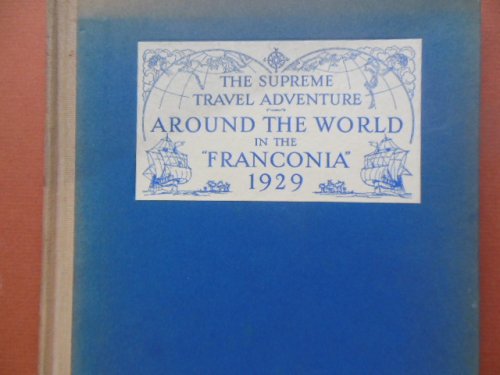 THE SUPREME
TRAVEL ADVENTURE
AROUND THE WORLD
IN THE
"FRANCONIA"
1929